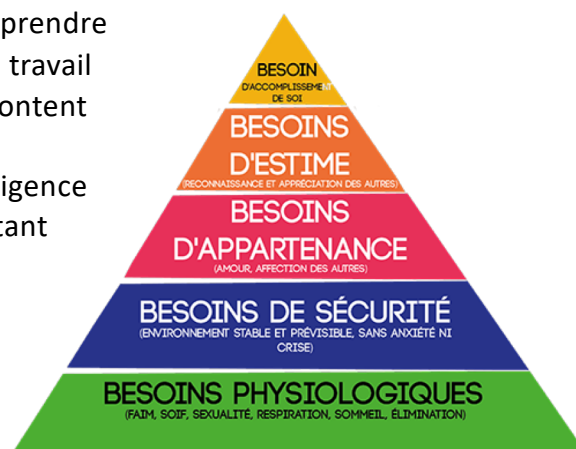 prendre
travail
ontent
igence
tant
BESOIN
D'ACCOMPLISSEMENT
DE SOI
BESOINS
D'ESTIME
(RECONNAISSANCE ET APPRÉCIATION DES AUTRES)
BESOINS
D'APPARTENANCE
(AMOUR, AFFECTION DES AUTRES)
BESOINS DE SÉCURITÉ
(ENVIRONNEMENT STABLE ET PRÉVISIBLE, SANS ANXIÉTÉ NI
CRISE)
BESOINS PHYSIOLOGIQUES
(FAIM, SOIF, SEXUALITÉ, RESPIRATION, SOMMEIL, ÉLIMINATION)